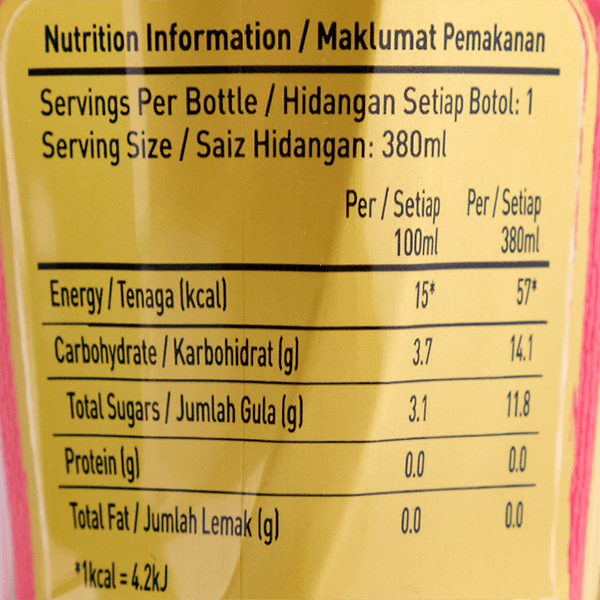 Nutrition Information / Maklumat Pemakanan
Servings Per Bottle / Hidangan Setiap Botol: 1
Serving Size / Saiz Hidangan: 380ml
Per / Setiap 100ml Per / Setiap 380ml
Energy / Tenaga (kcal) 15* 57*
Carbohydrate / Karbohidrat (g) 3.7 14.1
Total Sugars / Jumlah Gula (g) 3.1 11.8
Protein (g) 0.0 0.0
Total Fat / Jumlah Lemak (g) 0.0 0.0
*1kcal = 4.2kJ